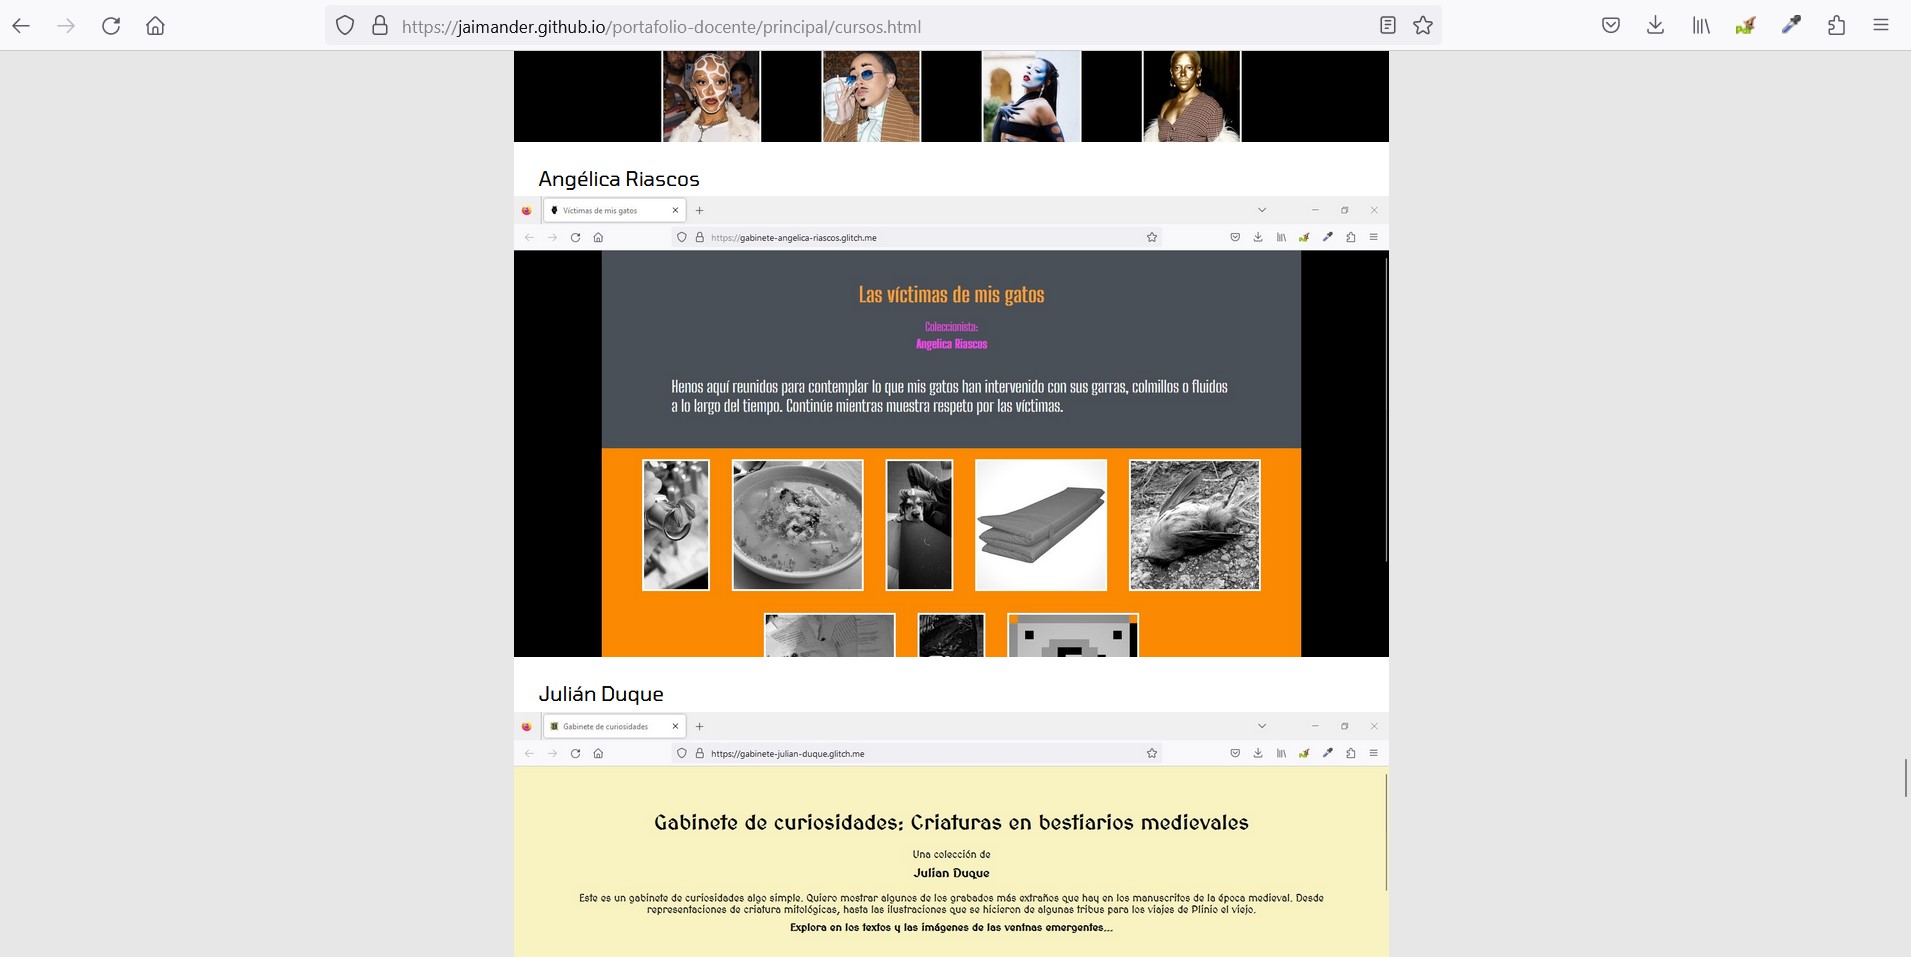 https://jaimander.github.io/portafolio-docente/principal/cursos.html
Angélica Riascos
Víctimas de mis gatos
https://gabinete-angelica-riascos.glitch.me
Las víctimas de mis gatos
Coleccionista:
Angelica Riascos
Henos aquí reunidos para contemplar lo que mis gatos han intervenido con sus garras, colmillos o fluidos
a lo largo del tiempo. Continúe mientras muestra respeto por las víctimas.
Julián Duque
Gabinete de curiosidades
https://gabinete-julian-duque.glitch.me
Gabinete de curiosidades: Criaturas en bestiarios medievales
Una colección de
Julían Duque
Este es un gabinete de curiosidades algo simple. Quiero mostrar algunos de los grabados más extraños que hay en los manuscritos de la época medieval. Desde
representaciones de criatura mitológicas, hasta las ilustraciones que se hicieron de algunas tribus para los viajes de Plinio el viejo.
Explora en los textos y las imágenes de las ventnas emergentes...